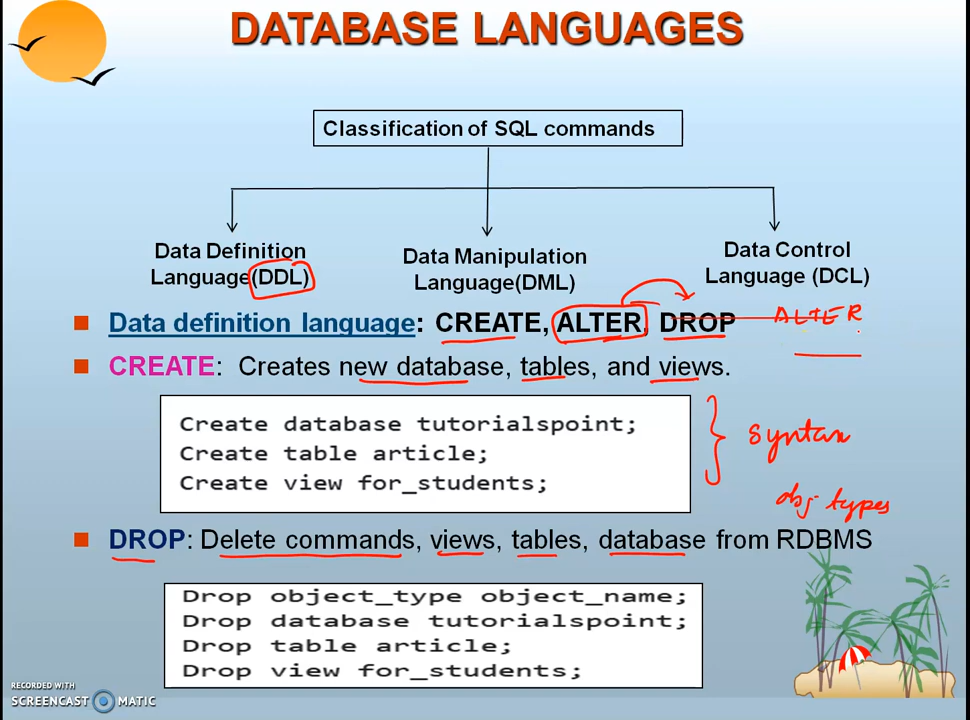 DATABASE LANGUAGES
Classification of SQL commands
Data Definition
Language(DDL)
Data Manipulation
Language(DML)
Data Control
Language (DCL)
Data definition language: CREATE, ALTER, DROP
ALTER
CREATE: Creates new database, tables, and views.
Create database tutorialspoint;
Create table article;
Create view for_students;
Syntax
obj types
DROP: Delete commands, views, tables, database from RDBMS
Drop object_type object_name;
Drop database tutorialspoint;
Drop table article;
Drop view for_students;
RECORDED WITH
SCREENCAST MATIC